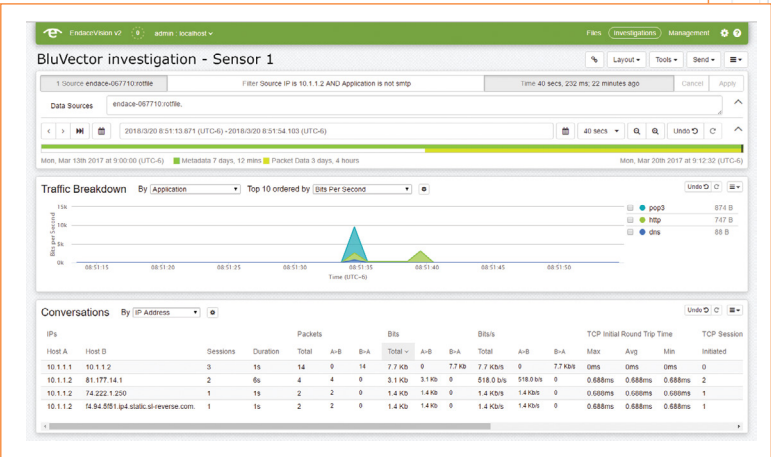 EndaceVision v2 0 admin : localhost Files Investigations Management
BluVector investigation - Sensor 1 Layout Tools Send
1 Source endace-067710:rotfile Filter Source IP is 10.1.1.2 AND Application is not smtp Time 40 secs, 232 ms; 22 minutes ago Cancel Apply
Data Sources endace-067710:rotfile.
2018/3/20 8:51:13.871 (UTC-6) - 2018/3/20 8:51:54.103 (UTC-6) 40 secs Undo
Mon, Mar 13th 2017 at 9:00:00 (UTC-6) Metadata 7 days, 12 mins Packet Data 3 days, 4 hours Mon, Mar 20th 2017 at 9:12:32 (UTC-6)
Traffic Breakdown By Application Top 10 ordered by Bits Per Second Undo
Bits per Second
15k
10k
5k
0k
pop3 874 B
http 747 B
dns 88 B
08:51:15 08:51:20 08:51:25 08:51:30 08:51:35 08:51:40 08:51:45 08:51:50
Time (UTC-6)
Conversations By IP Address Undo
IPs Packets Bits Bits/s TCP Initial Round Trip Time TCP Session
Host A Host B Sessions Duration Total A>B B>A Total A>B B>A Total A>B B>A Max Avg Min Initiated
10.1.1.1 10.1.1.2 3 1s 14 0 14 7.7 Kb 0 7.7 Kb 7.7 Kb/s 0 7.7 Kb/s 0ms 0ms 0ms 0
10.1.1.2 81.177.14.1 2 6s 4 4 0 3.1 Kb 3.1 Kb 0 518.0 b/s 518.0 b/s 0 0.688ms 0.688ms 0.688ms 2
10.1.1.2 74.222.1.250 1 1s 2 2 0 1.4 Kb 1.4 Kb 0 1.4 Kb/s 1.4 Kb/s 0 0.688ms 0.688ms 0.688ms 1
10.1.1.2 f4.94.5f51.ip4.static.sl-reverse.com. 1 1s 2 2 0 1.4 Kb 1.4 Kb 0 1.4 Kb/s 1.4 Kb/s 0 0.688ms 0.688ms 0.688ms 1